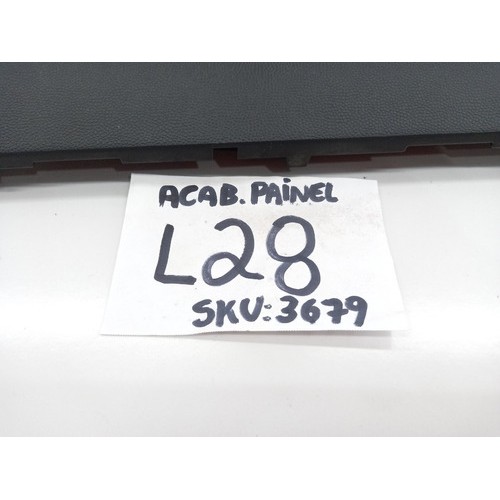 ACAB. PAINEL
L28
SKU: 3679